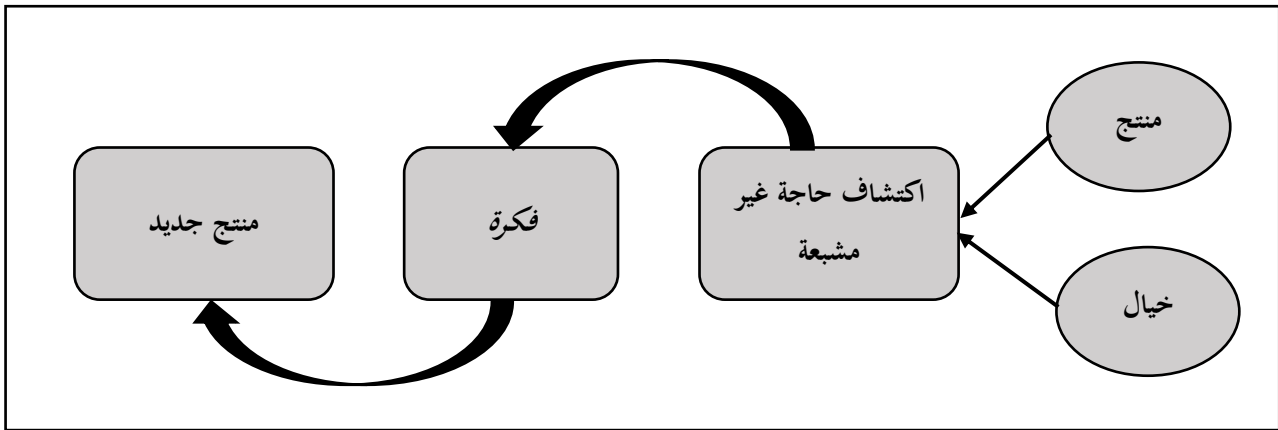 منتج
خيال
اكتشاف حاجة غير
مشبعة
فكرة
منتج جديد